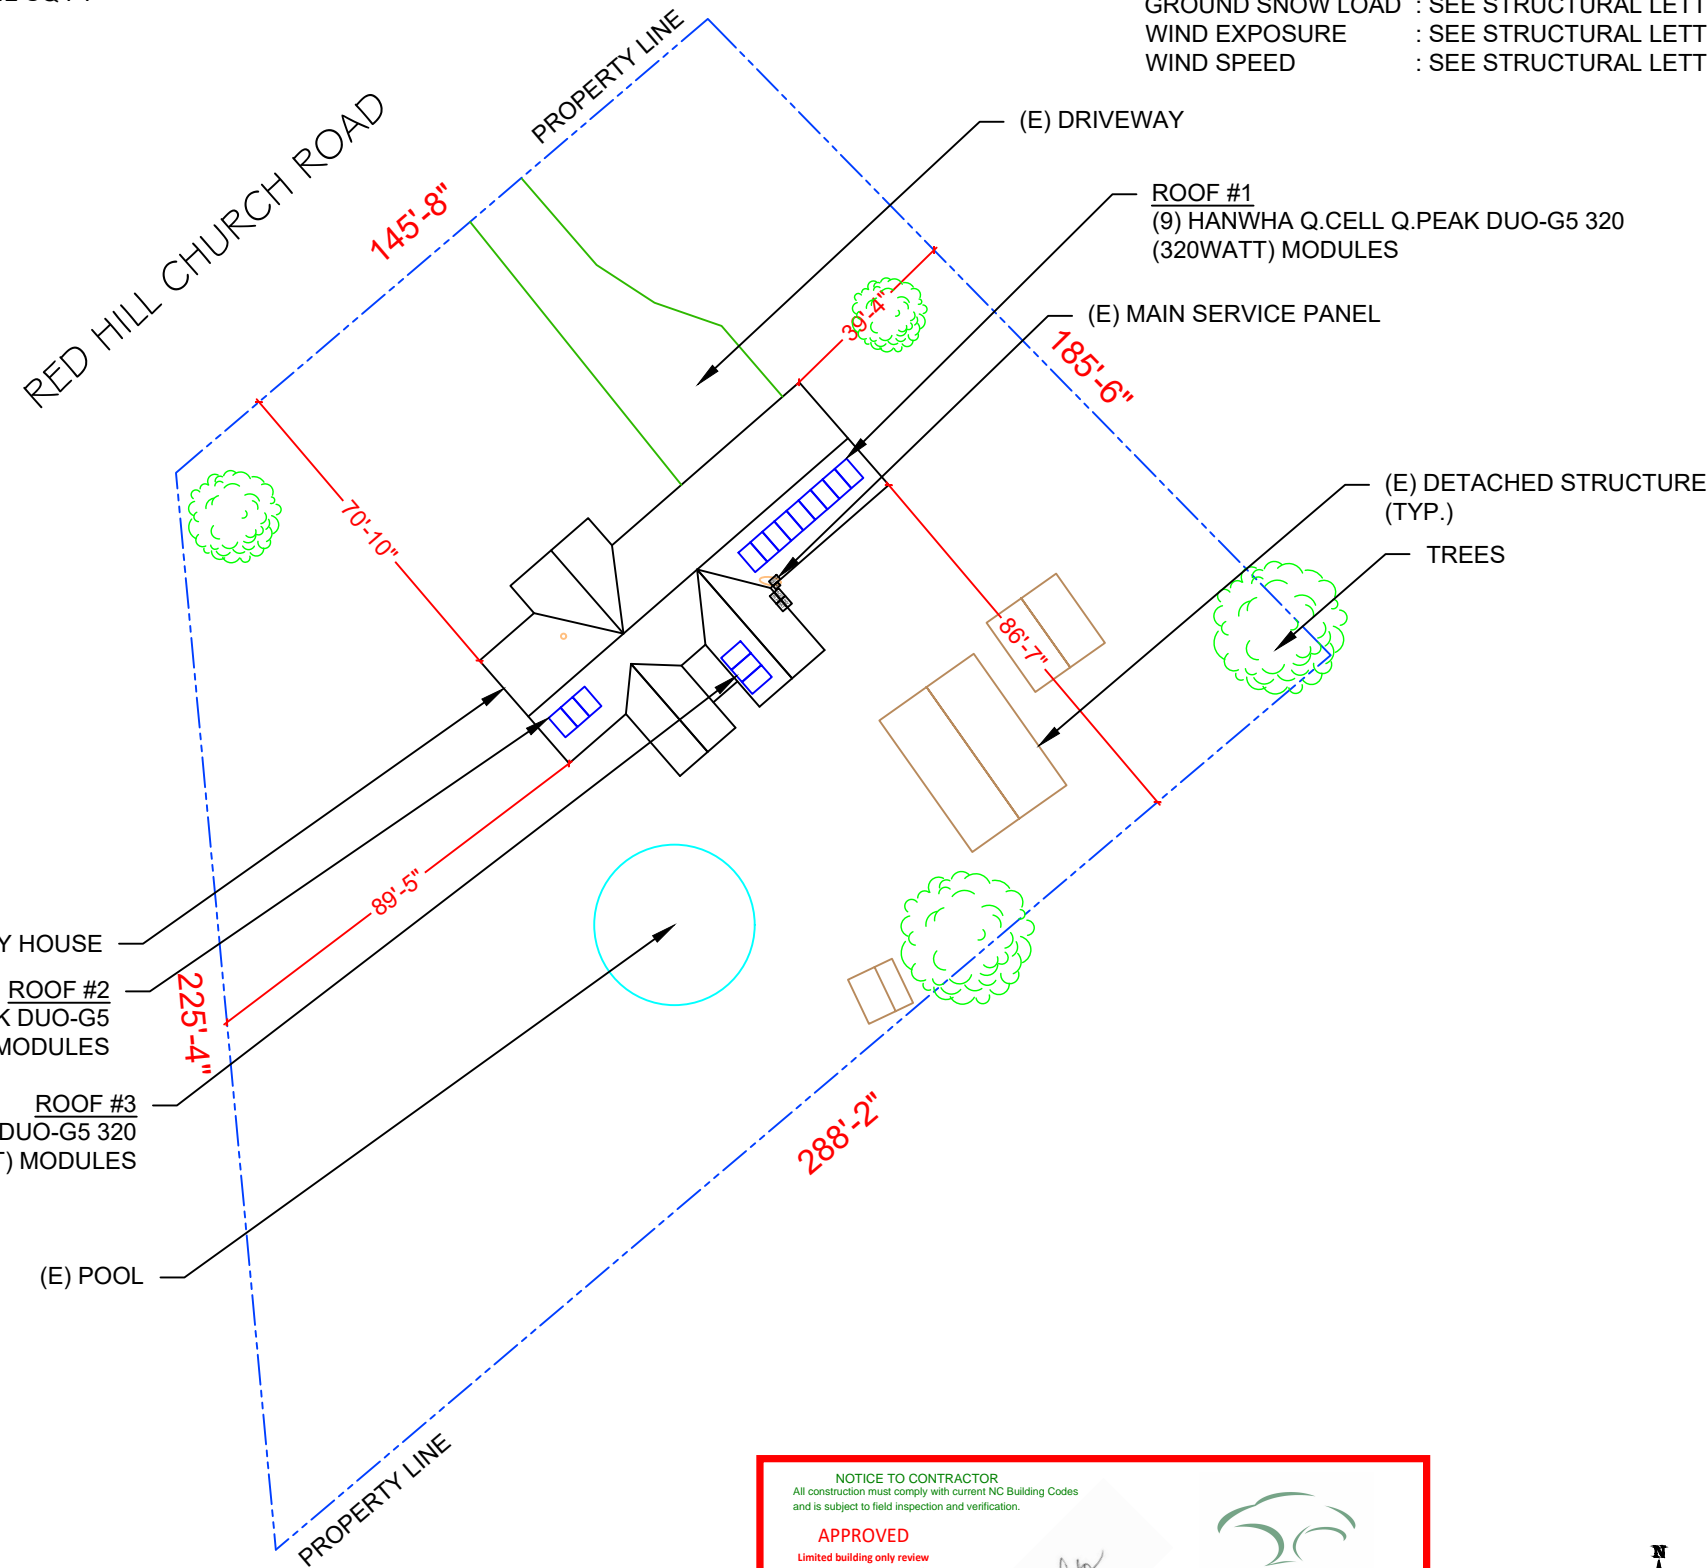 GROUND SNOW LOAD : SEE STRUCTURAL LETT
WIND EXPOSURE : SEE STRUCTURAL LETT
WIND SPEED : SEE STRUCTURAL LETT
PROPERTY LINE
RED HILL CHURCH ROAD
145'-8"
(E) DRIVEWAY
ROOF #1
(9) HANWHA Q.CELL Q.PEAK DUO-G5 320
(320WATT) MODULES
39'-4"
(E) MAIN SERVICE PANEL
185'-6"
70'-10"
(E) DETACHED STRUCTURE
(TYP.)
TREES
86'-7"
89'-5"
Y HOUSE
ROOF #2
K DUO-G5
MODULES
225'-4"
ROOF #3
DUO-G5 320
T) MODULES
288'-2"
(E) POOL
PROPERTY LINE
NOTICE TO CONTRACTOR
All construction must comply with current NC Building Codes
and is subject to field inspection and verification.
APPROVED
Limited building only review
N